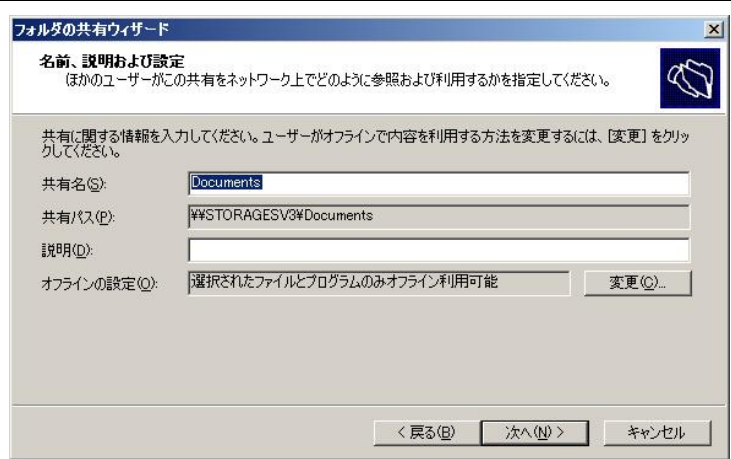 フォルダの共有ウィザード
名前、説明および設定
ほかのユーザーがこの共有をネットワーク上でどのように参照および利用するかを指定してください。
共有に関する情報を入力してください。ユーザーがオフラインで内容を利用する方法を変更するには、[変更] をクリッ
クしてください。
共有名(S): Documents
共有パス(P): ¥¥STORAGESV3¥Documents
説明(D):
オフラインの設定(O): 選択されたファイルとプログラムのみオフライン利用可能 変更(C)...
< 戻る(B) 次へ(N) > キャンセル